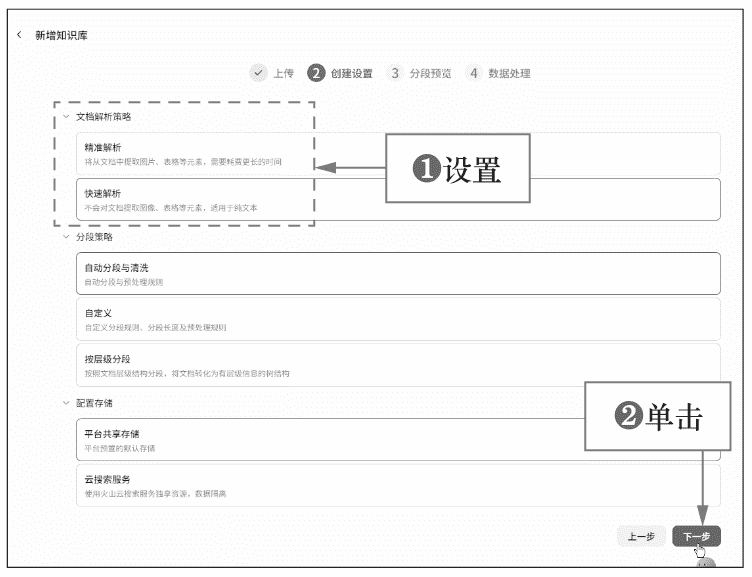 新增知识库
上传 2 创建设置 3 分段预览 4 数据处理
文档解析策略
精准解析
将从文档中提取图片、表格等元素，需要耗费更长的时间
❶设置
快速解析
不会对文档提取图像、表格等元素，适用于纯文本
分段策略
自动分段与清洗
自动分段与预处理规则
自定义
自定义分段规则、分段长度及预处理规则
按层级分段
按照文档层级结构分段，将文档转化为有层级信息的树结构
配置存储
❷单击
平台共享存储
平台预置的默认存储
云搜索服务
使用火山云搜索服务独享资源，数据隔离
上一步 下一步